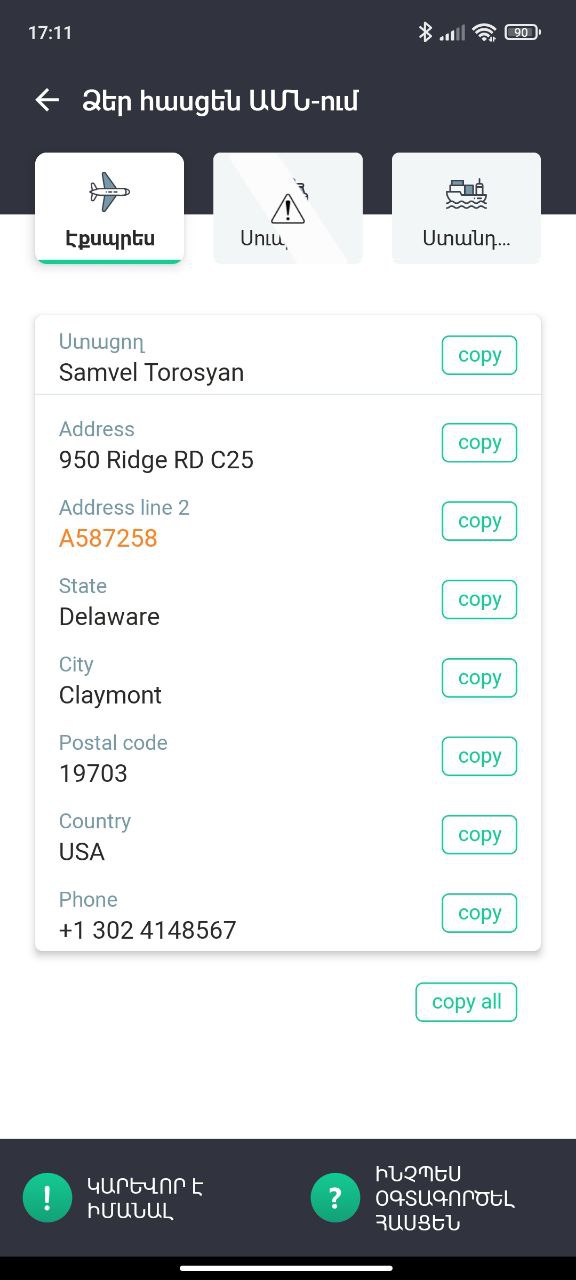 17:11
90
Ձեր հասցեն ԱՄՆ-ում
Էքսպրես
Ստանդ...
Ստացող
Samvel Torosyan
copy
Address
950 Ridge RD C25
copy
Address line 2
A587258
copy
State
Delaware
copy
City
Claymont
copy
Postal code
19703
copy
Country
USA
copy
Phone
+1 302 4148567
copy
copy all
ԿԱՐԵՎՈՐ Է
ԻՄԱՆԱԼ
ԻՆՉՊԵՍ
ՕԳՏԱԳՈՐԾԵԼ
ՀԱՍՑԵՆ